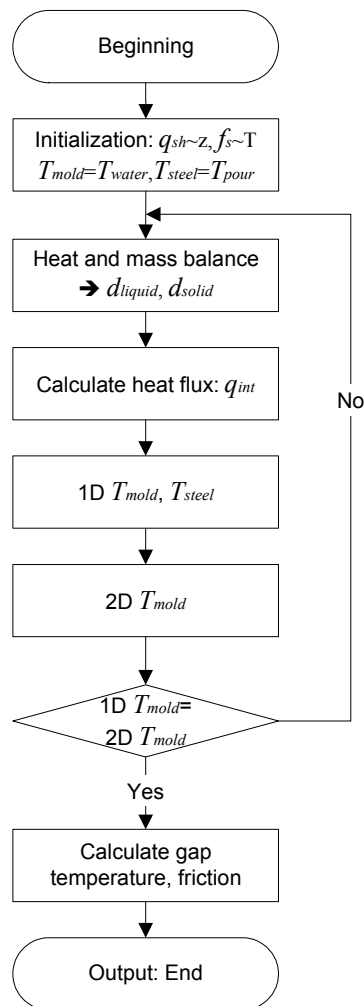 Beginning
Initialization: qsh~z, fs~T
Tmold=Twater,Tsteel=Tpour
Heat and mass balance
➔ dliquid, dsolid
Calculate heat flux: qint
No
1D Tmold, Tsteel
2D Tmold
1D Tmold=
2D Tmold
Yes
Calculate gap
temperature, friction
Output: End